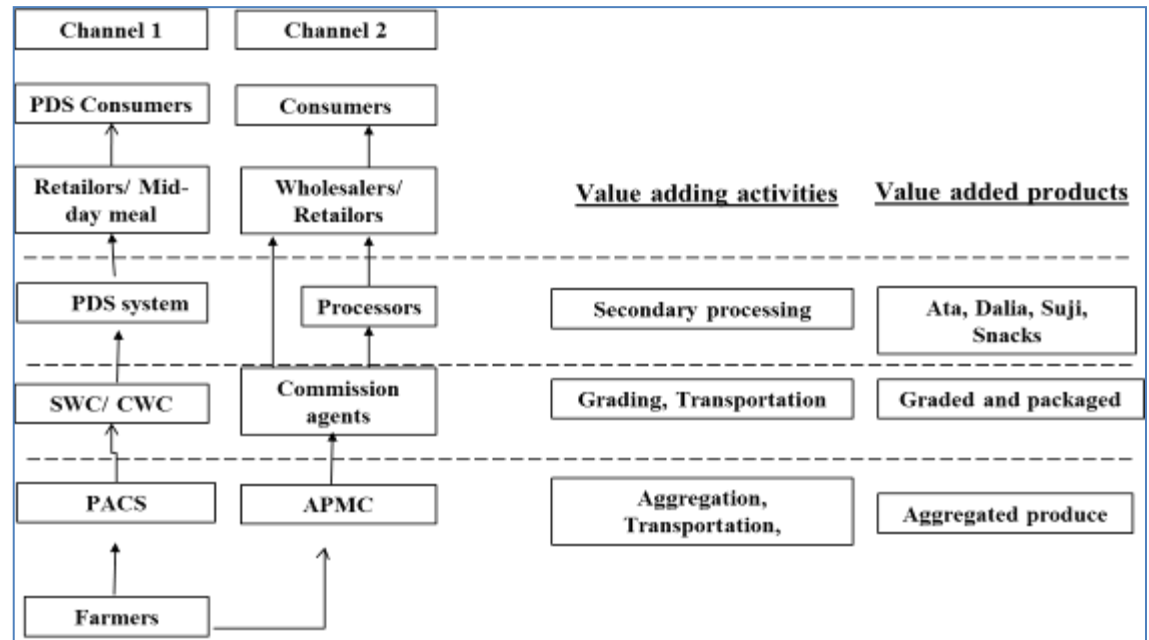 Channel 1
Channel 2
PDS Consumers
Consumers
Retailors/ Mid-
day meal
Wholesalers/
Retailors
Value adding activities
Value added products
PDS system
Processors
Secondary processing
Ata, Dalia, Suji,
Snacks
SWC/ CWC
Commission
agents
Grading, Transportation
Graded and packaged
PACS
APMC
Aggregation,
Transportation,
Aggregated produce
Farmers